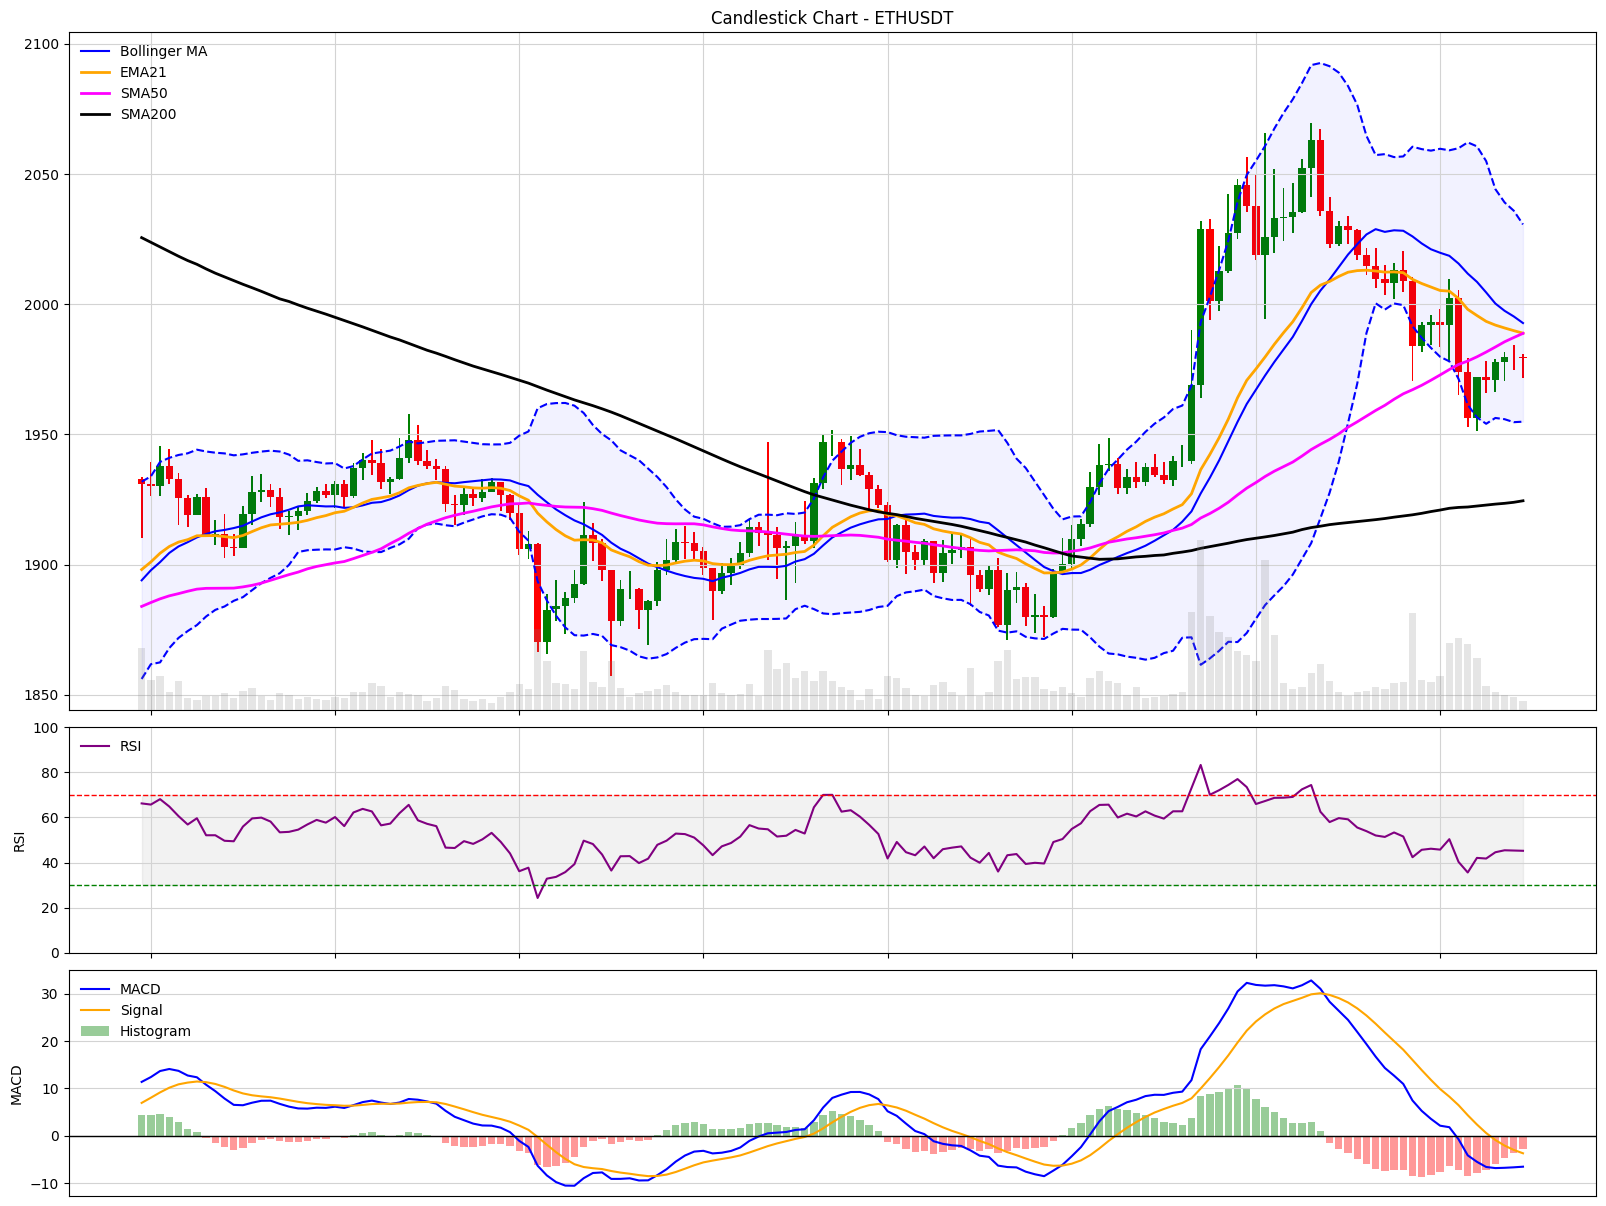 Candlestick Chart - ETHUSDT
Bollinger MA
EMA21
SMA50
SMA200
2100
2050
2000
1950
1900
1850
RSI
100
80
60
40
20
0
RSI
MACD
Signal
Histogram
30
20
10
0
−10
MACD